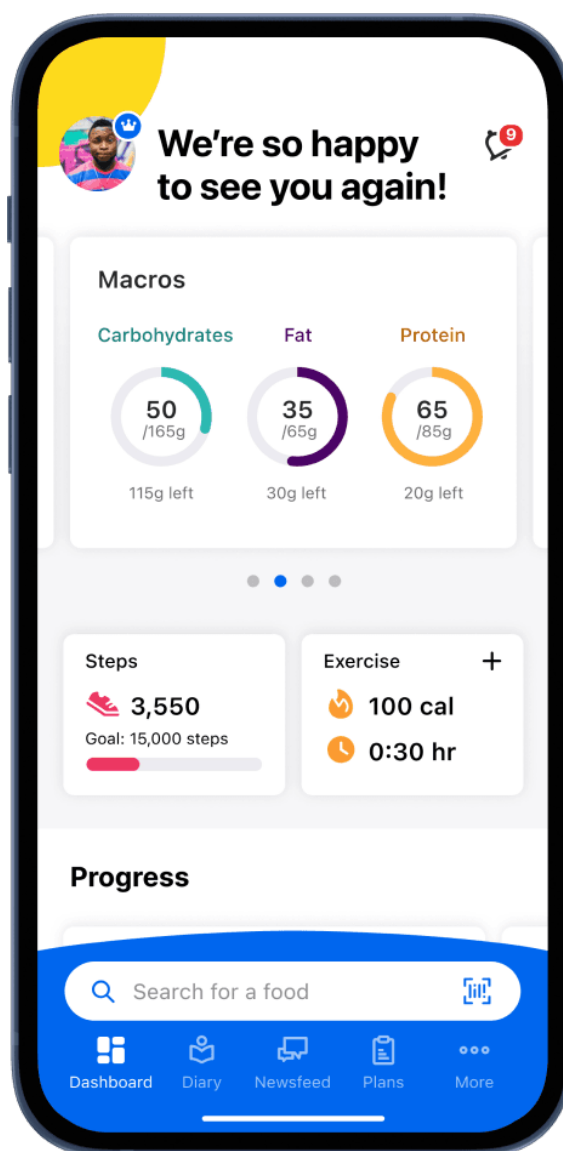 We're so happy
to see you again!
9
Macros
Carbohydrates Fat Protein
50 35 65
/165g /65g /85g
115g left 30g left 20g left
Steps
3,550
Goal: 15,000 steps
Exercise +
100 cal
0:30 hr
Progress
Search for a food
Dashboard Diary Newsfeed Plans More